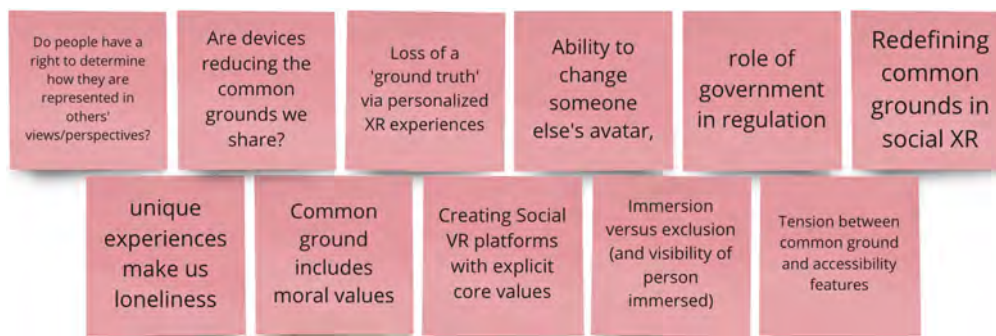 Do people have a
right to determine
how they are
represented in
others'
views/perspectives?
Are devices
reducing the
common
grounds we
share?
Loss of a
'ground truth'
via personalized
XR experiences
Ability to
change
someone
else's avatar,
role of
government
in regulation
Redefining
common
grounds in
social XR
unique
experiences
make us
loneliness
Common
ground
includes
moral values
Creating Social
VR platforms
with explicit
core values
Immersion
versus exclusion
(and visibility of
person
immersed)
Tension between
common ground
and accessibility
features